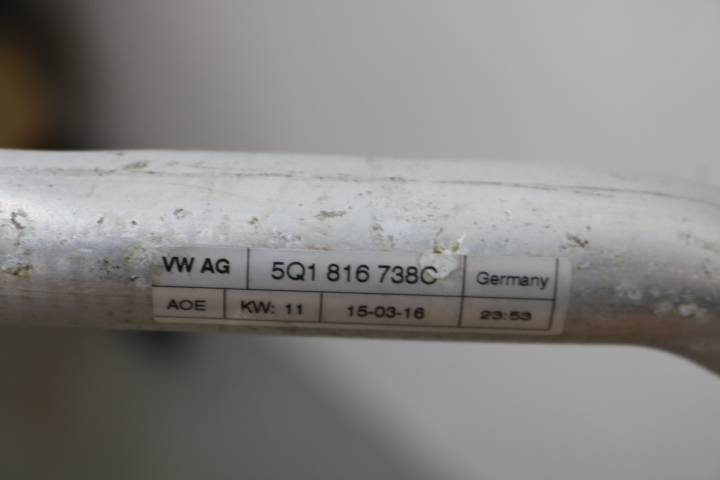 VW AG 5Q1 816 738C Germany
AOE KW: 11 15-03-16 23:53